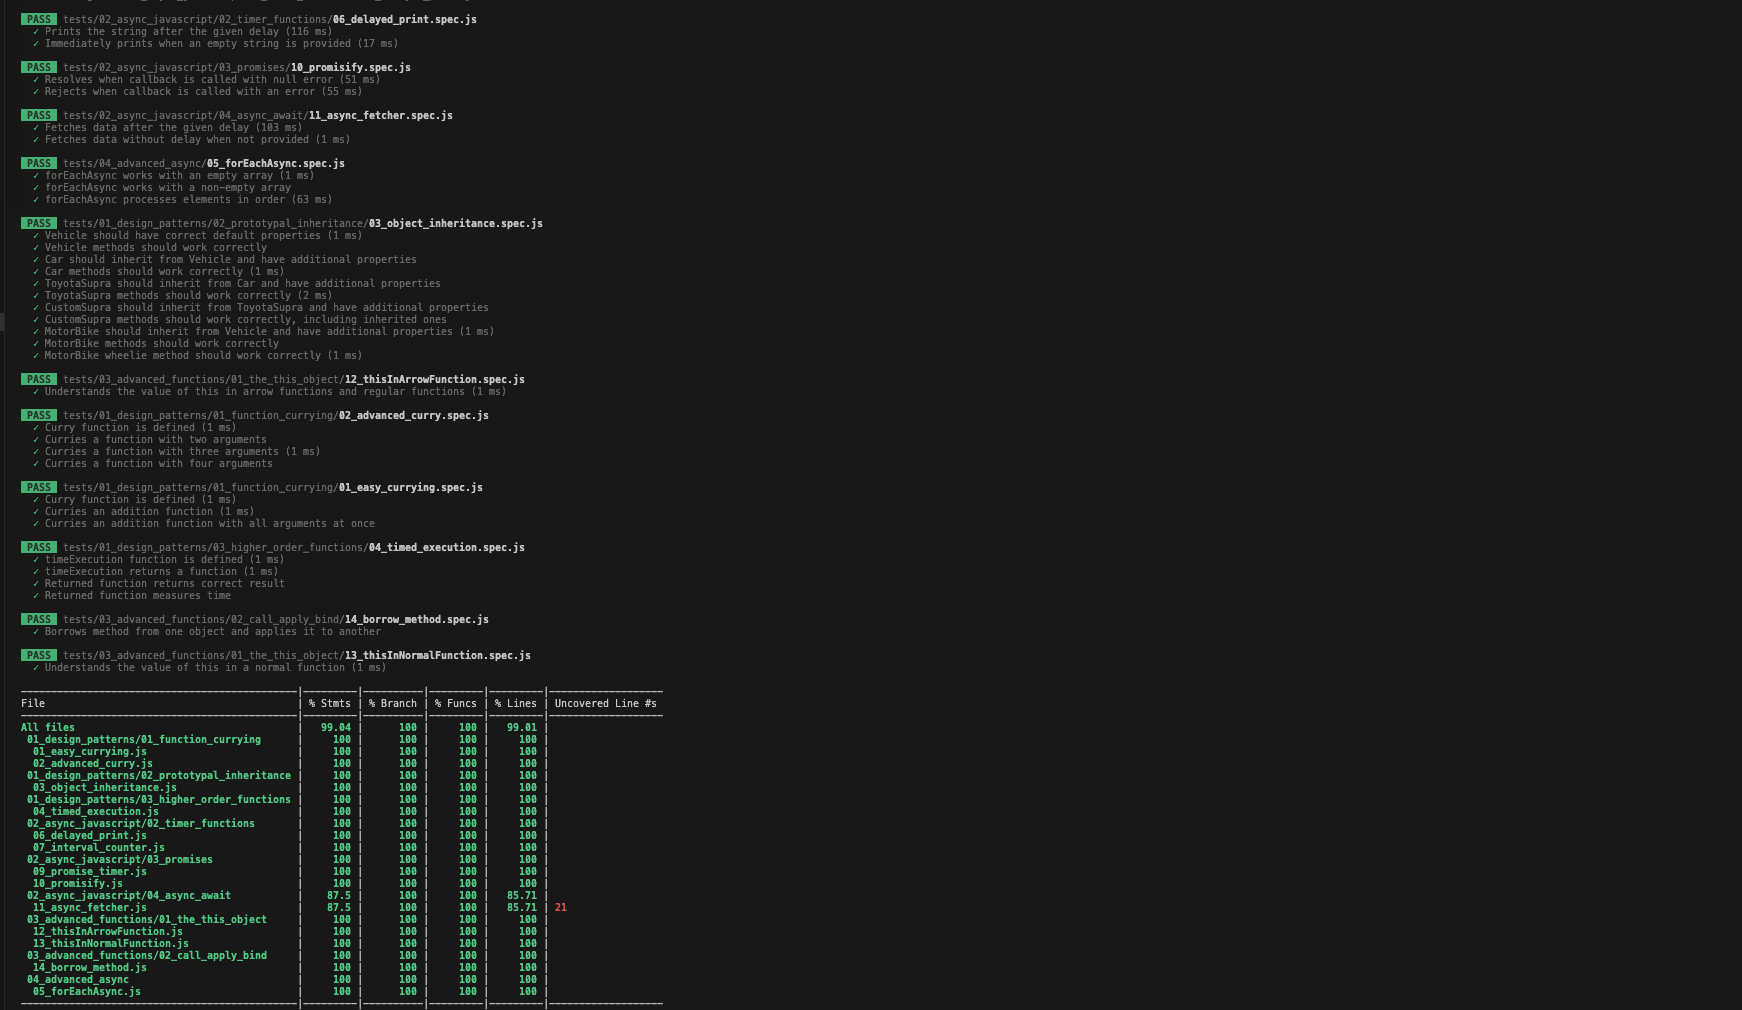 PASS tests/02_async_javascript/02_timer_functions/06_delayed_print.spec.js
✓ Prints the string after the given delay (116 ms)
✓ Immediately prints when an empty string is provided (17 ms)
PASS tests/02_async_javascript/03_promises/10_promisify.spec.js
✓ Resolves when callback is called with null error (51 ms)
✓ Rejects when callback is called with an error (55 ms)
PASS tests/02_async_javascript/04_async_await/11_async_fetcher.spec.js
✓ Fetches data after the given delay (103 ms)
✓ Fetches data without delay when not provided (1 ms)
PASS tests/04_advanced_async/05_forEachAsync.spec.js
✓ forEachAsync works with an empty array (1 ms)
✓ forEachAsync works with a non-empty array
✓ forEachAsync processes elements in order (63 ms)
PASS tests/01_design_patterns/02_prototypal_inheritance/03_object_inheritance.spec.js
✓ Vehicle should have correct default properties (1 ms)
✓ Vehicle methods should work correctly
✓ Car should inherit from Vehicle and have additional properties
✓ Car methods should work correctly (1 ms)
✓ ToyotaSupra should inherit from Car and have additional properties
✓ ToyotaSupra methods should work correctly (2 ms)
✓ CustomSupra should inherit from ToyotaSupra and have additional properties
✓ CustomSupra methods should work correctly, including inherited ones
✓ MotorBike should inherit from Vehicle and have additional properties (1 ms)
✓ MotorBike methods should work correctly
✓ MotorBike wheelie method should work correctly (1 ms)
PASS tests/03_advanced_functions/01_the_this_object/12_thisInArrowFunction.spec.js
✓ Understands the value of this in arrow functions and regular functions (1 ms)
PASS tests/01_design_patterns/01_function_currying/02_advanced_curry.spec.js
✓ Curry function is defined (1 ms)
✓ Curries a function with two arguments
✓ Curries a function with three arguments (1 ms)
✓ Curries a function with four arguments
PASS tests/01_design_patterns/01_function_currying/01_easy_currying.spec.js
✓ Curry function is defined (1 ms)
✓ Curries an addition function (1 ms)
✓ Curries an addition function with all arguments at once
PASS tests/01_design_patterns/03_higher_order_functions/04_timed_execution.spec.js
✓ timeExecution function is defined (1 ms)
✓ timeExecution returns a function (1 ms)
✓ Returned function returns correct result
✓ Returned function measures time
PASS tests/03_advanced_functions/02_call_apply_bind/14_borrow_method.spec.js
✓ Borrows method from one object and applies it to another
PASS tests/03_advanced_functions/01_the_this_object/13_thisInNormalFunction.spec.js
✓ Understands the value of this in a normal function (1 ms)
File | % Stmts | % Branch | % Funcs | % Lines | Uncovered Line #s
All files | 99.04 | 100 | 100 | 99.01 |
01_design_patterns/01_function_currying | 100 | 100 | 100 | 100 |
01_easy_currying.js | 100 | 100 | 100 | 100 |
02_advanced_curry.js | 100 | 100 | 100 | 100 |
01_design_patterns/02_prototypal_inheritance | 100 | 100 | 100 | 100 |
03_object_inheritance.js | 100 | 100 | 100 | 100 |
01_design_patterns/03_higher_order_functions | 100 | 100 | 100 | 100 |
04_timed_execution.js | 100 | 100 | 100 | 100 |
02_async_javascript/02_timer_functions | 100 | 100 | 100 | 100 |
06_delayed_print.js | 100 | 100 | 100 | 100 |
07_interval_counter.js | 100 | 100 | 100 | 100 |
02_async_javascript/03_promises | 100 | 100 | 100 | 100 |
09_promise_timer.js | 100 | 100 | 100 | 100 |
10_promisify.js | 100 | 100 | 100 | 100 |
02_async_javascript/04_async_await | 87.5 | 100 | 100 | 85.71 |
11_async_fetcher.js | 87.5 | 100 | 100 | 85.71 | 21
03_advanced_functions/01_the_this_object | 100 | 100 | 100 | 100 |
12_thisInArrowFunction.js | 100 | 100 | 100 | 100 |
13_thisInNormalFunction.js | 100 | 100 | 100 | 100 |
03_advanced_functions/02_call_apply_bind | 100 | 100 | 100 | 100 |
14_borrow_method.js | 100 | 100 | 100 | 100 |
04_advanced_async | 100 | 100 | 100 | 100 |
05_forEachAsync.js | 100 | 100 | 100 | 100 |